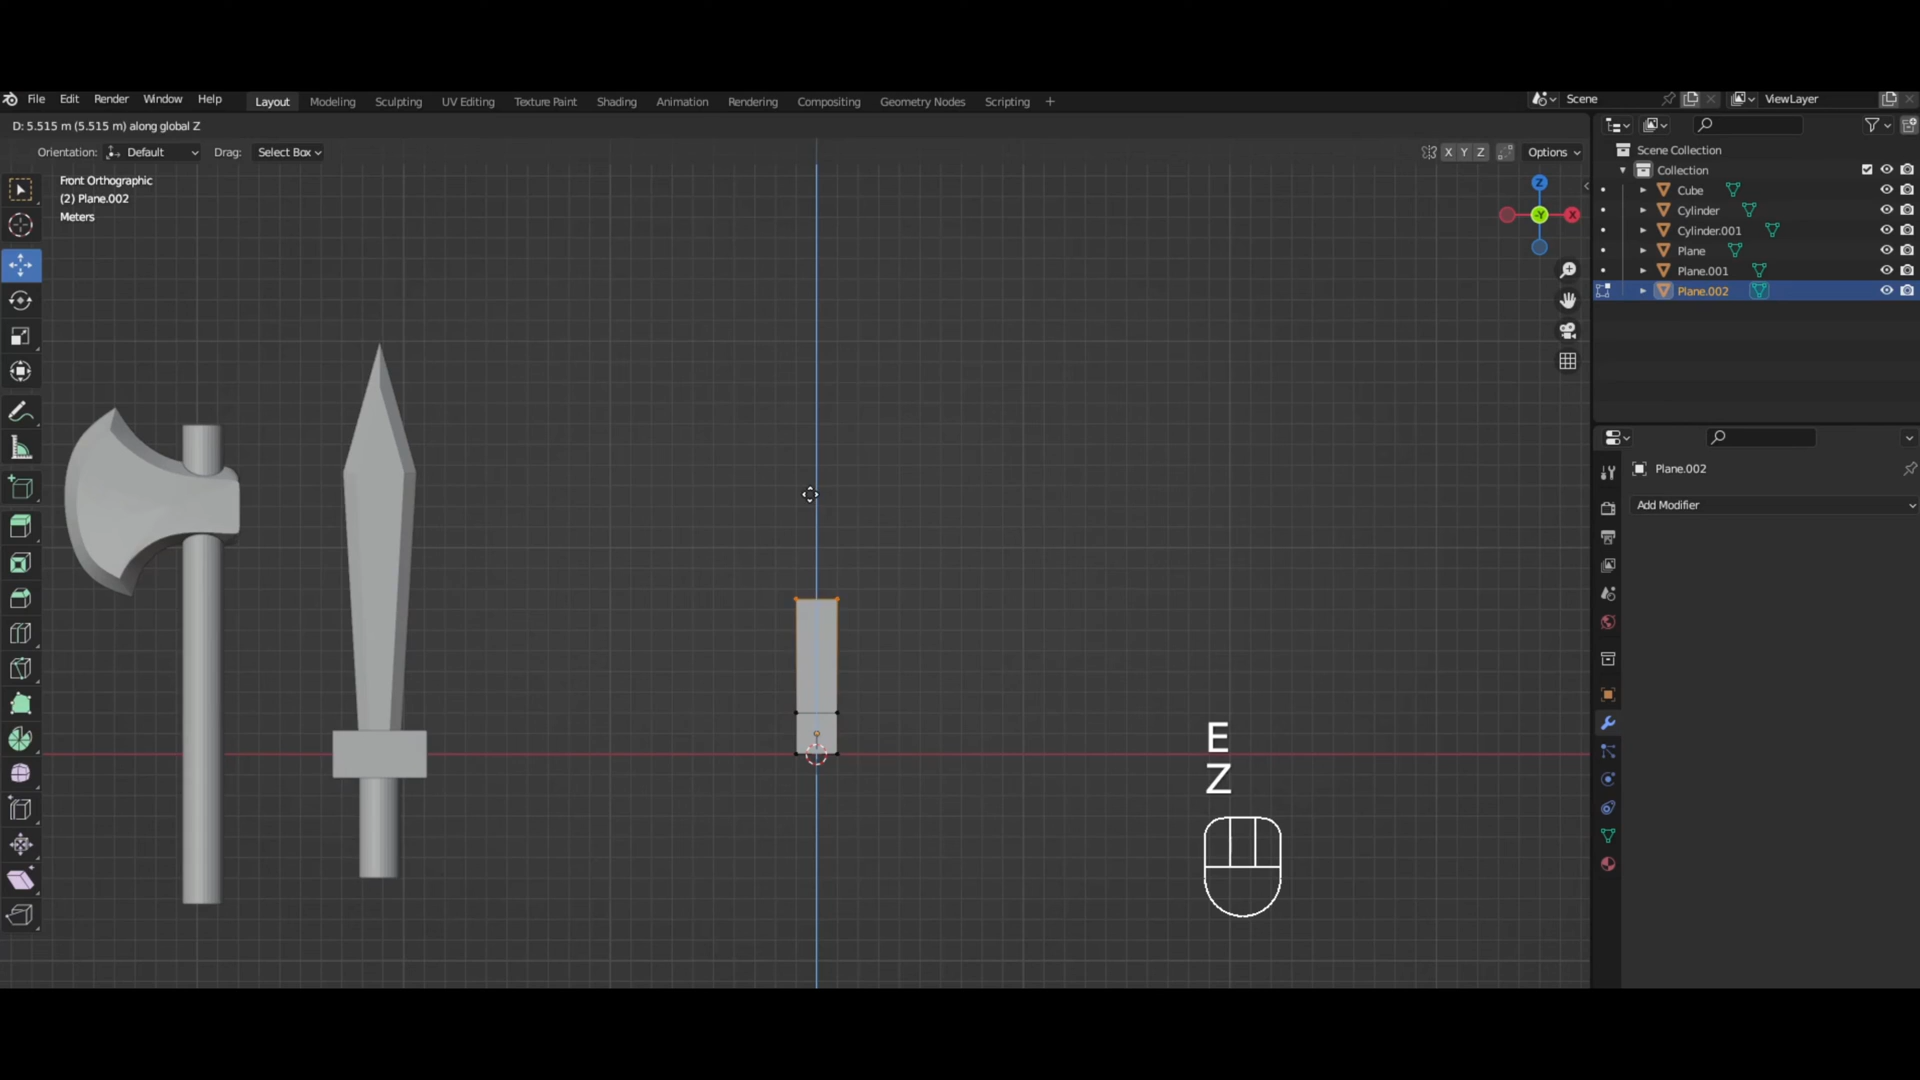 File Edit Render Window Help Layout Modeling Sculpting UV Editing Texture Paint Shading Animation Rendering Compositing Geometry Nodes Scripting + Scene ViewLayer
D: 5.515 m (5.515 m) along global Z
Orientation: Default Drag: Select Box X Y Z Options
Scene Collection
Collection
Cube
Cylinder
Cylinder.001
Plane
Plane.001
Plane.002
Front Orthographic
(2) Plane.002
Meters
Z
-Y
X
Plane.002
Add Modifier
E
Z